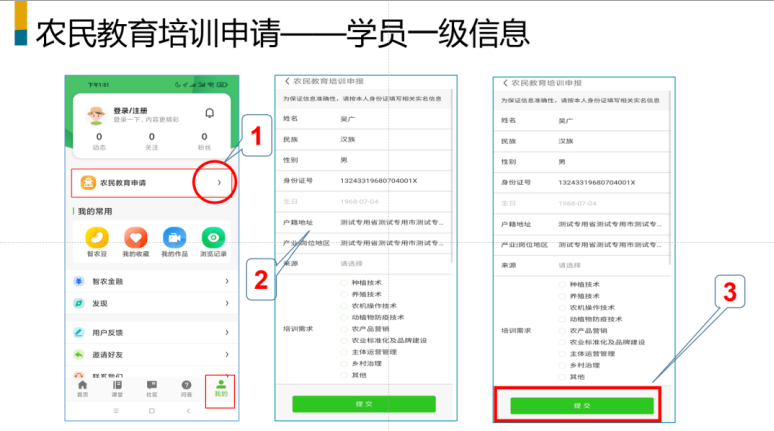 农民教育培训申请——学员一级信息
下午1:51
登录/注册
登录一下，内容更精彩
0 0 0
动态 关注 粉丝
农民教育申请
我的常用
智农豆 我的收藏 我的作品 浏览记录
智农金融
发现
用户反馈
邀请好友
联系我们
首页 课堂 社区 问答 我的
1
农民教育培训申报
为保证信息准确性，请按本人身份证填写相关实名信息
姓名 吴广
民族 汉族
性别 男
身份证号 13243319680704001X
生日 1968-07-04
户籍地址 测试专用省测试专用市测试专...
产业/岗位地区 测试专用省测试专用市测试专...
来源 请选择
培训需求
种植技术
养殖技术
农机操作技术
动植物防疫技术
农产品营销
农业标准化及品牌建设
主体运营管理
乡村治理
其他
提交
2
农民教育培训申报
为保证信息准确性，请按本人身份证填写相关实名信息
姓名 吴广
民族 汉族
性别 男
身份证号 13243319680704001X
生日 1968-07-04
户籍地址 测试专用省测试专用市测试专...
产业/岗位地区 测试专用省测试专用市测试专...
来源 请选择
培训需求
种植技术
养殖技术
农机操作技术
动植物防疫技术
农产品营销
农业标准化及品牌建设
主体运营管理
乡村治理
其他
提交
3